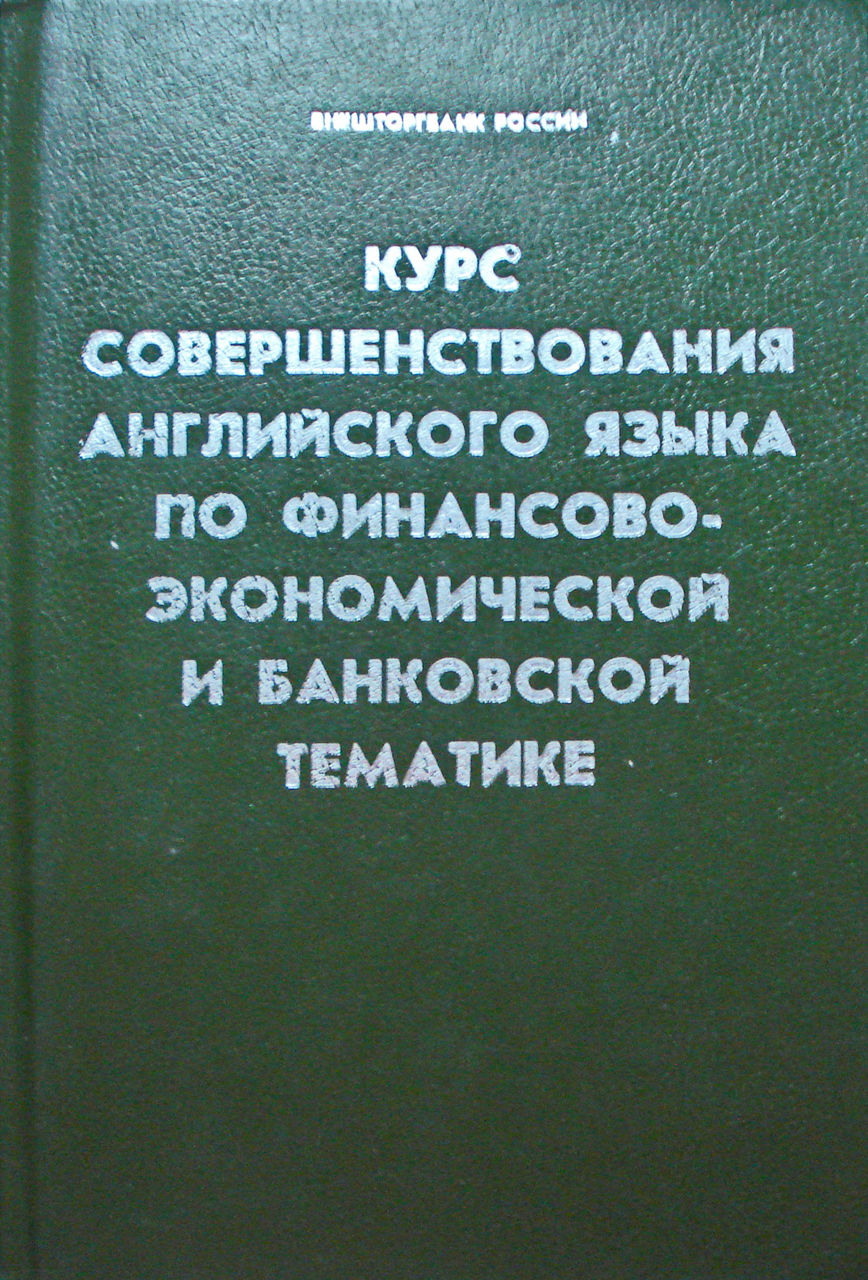 ВНЕШТОРГБАНК РОССИИ
КУРС
СОВЕРШЕНСТВОВАНИЯ
АНГЛИЙСКОГО ЯЗЫКА
ПО ФИНАНСОВО-
ЭКОНОМИЧЕСКОЙ
И БАНКОВСКОЙ
ТЕМАТИКЕ